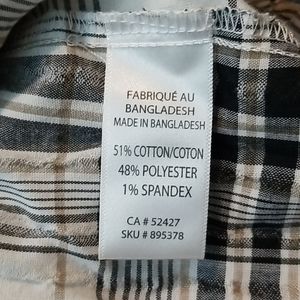 FABRIQUÉ AU
BANGLADESH
MADE IN BANGLADESH
51% COTTON/COTON
48% POLYESTER
1% SPANDEX
CA # 52427
SKU # 895378